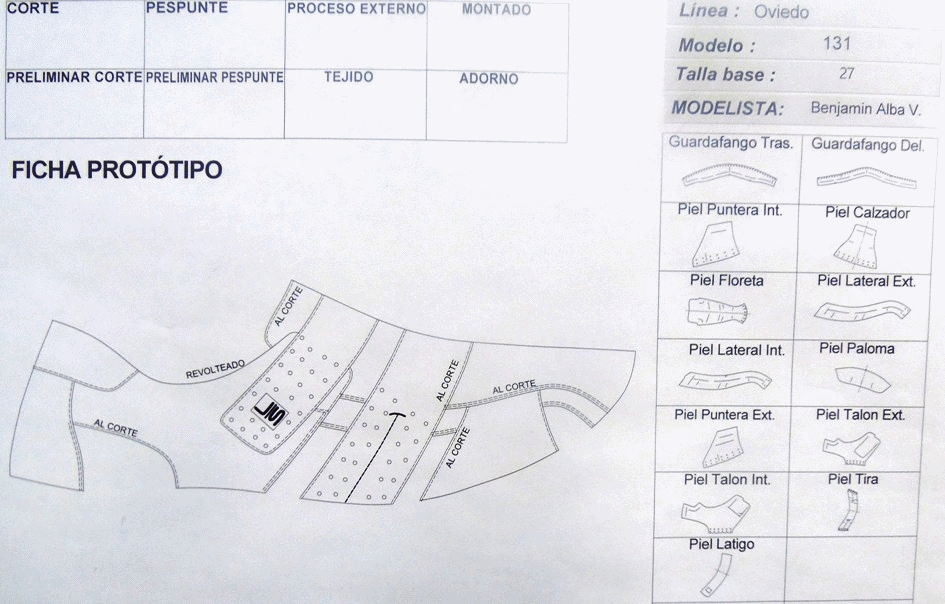 CORTE
PESPUNTE
PROCESO EXTERNO
MONTADO
PRELIMINAR CORTE
PRELIMINAR PESPUNTE
TEJIDO
ADORNO
FICHA PROTÓTIPO
AL CORTE
REVOLTEADO
AL CORTE
AL CORTE
AL CORTE
AL CORTE
Línea : Oviedo
Modelo : 131
Talla base : 27
MODELISTA: Benjamin Alba V.
Guardafango Tras.
Guardafango Del.
Piel Puntera Int.
Piel Calzador
Piel Floreta
Piel Lateral Ext.
Piel Lateral Int.
Piel Paloma
Piel Puntera Ext.
Piel Talon Ext.
Piel Talon Int.
Piel Tira
Piel Latigo